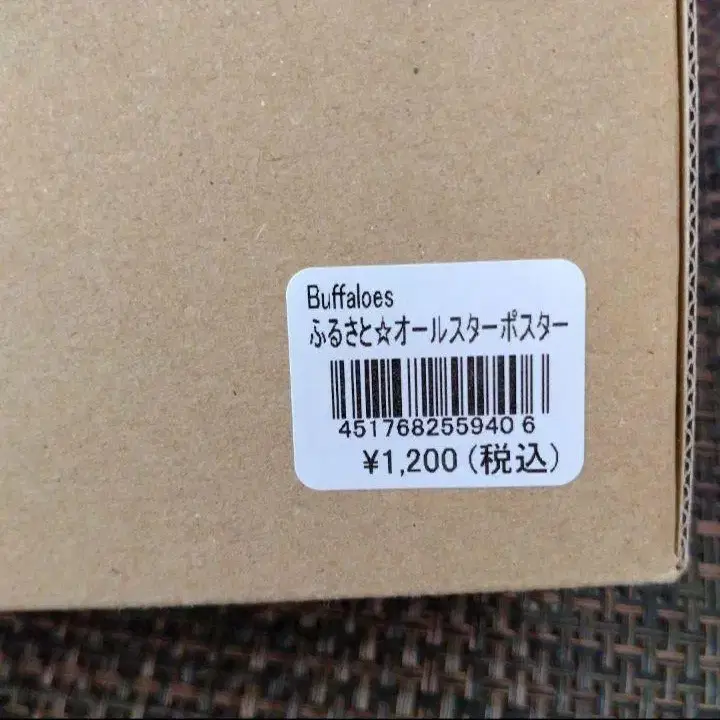 Buffaloes
ふるさと☆オールスターポスター
451768255940 6
¥1,200(税込)